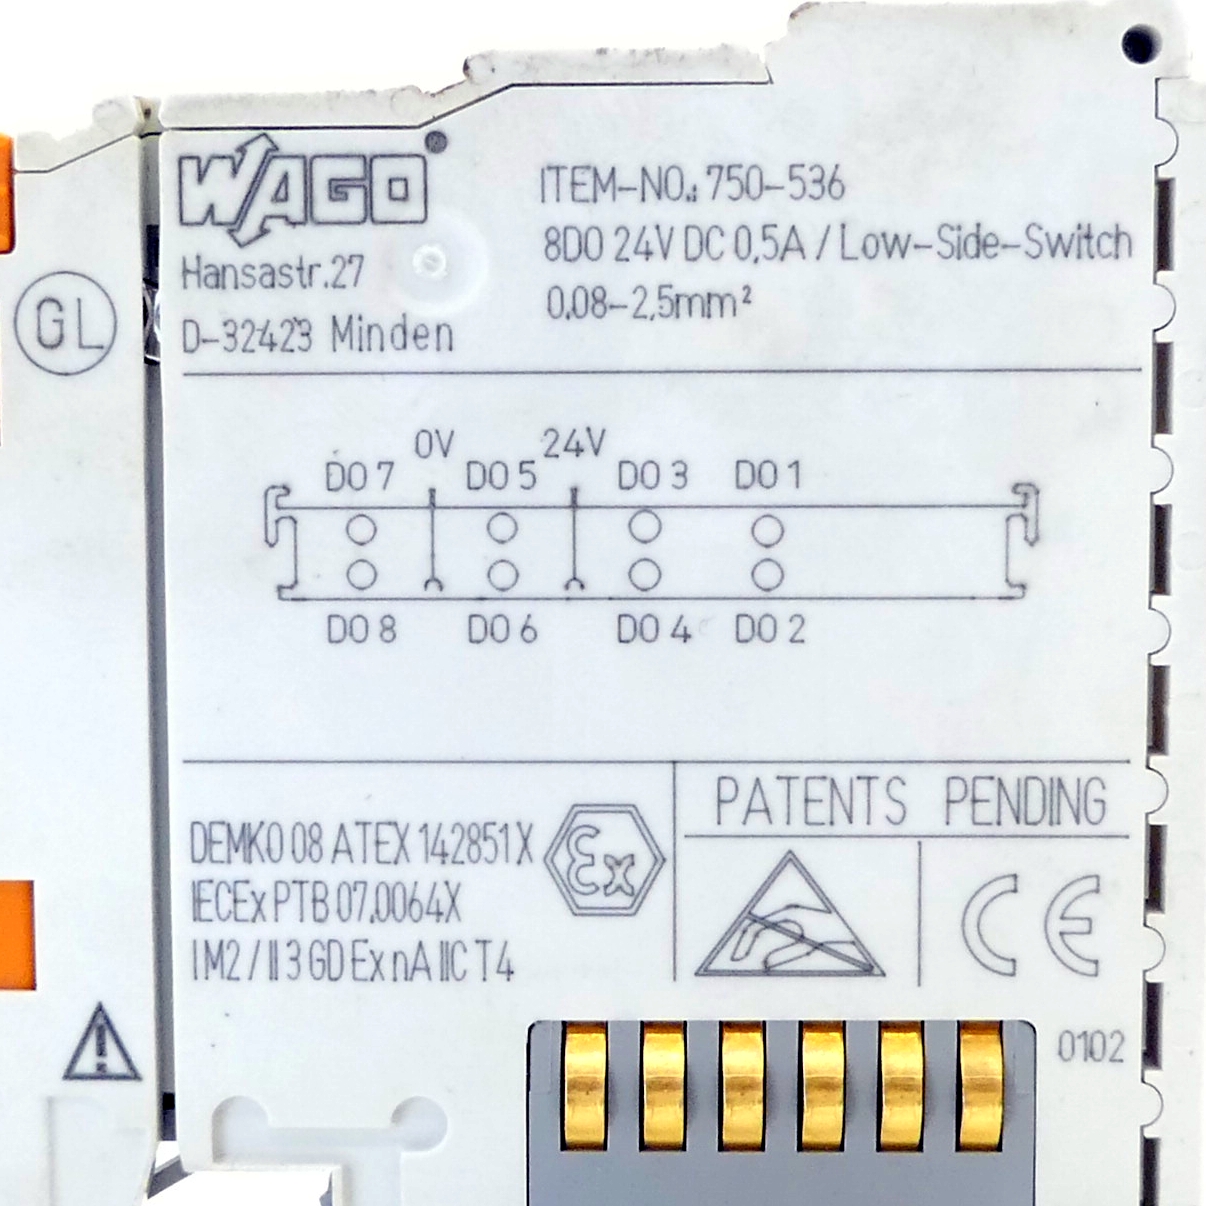 WAGO
Hansastr.27
D-32423 Minden
ITEM-NO.: 750-536
8DO 24V DC 0,5A / Low-Side-Switch
0,08-2,5mm²
GL
0V 24V
DO 7 DO 5 DO 3 DO 1
DO 8 DO 6 DO 4 DO 2
DEMKO 08 ATEX 142851 X
IECEx PTB 07.0064X
I M2 / II 3 GD Ex nA IIC T4
Ex
PATENTS PENDING
CE
0102